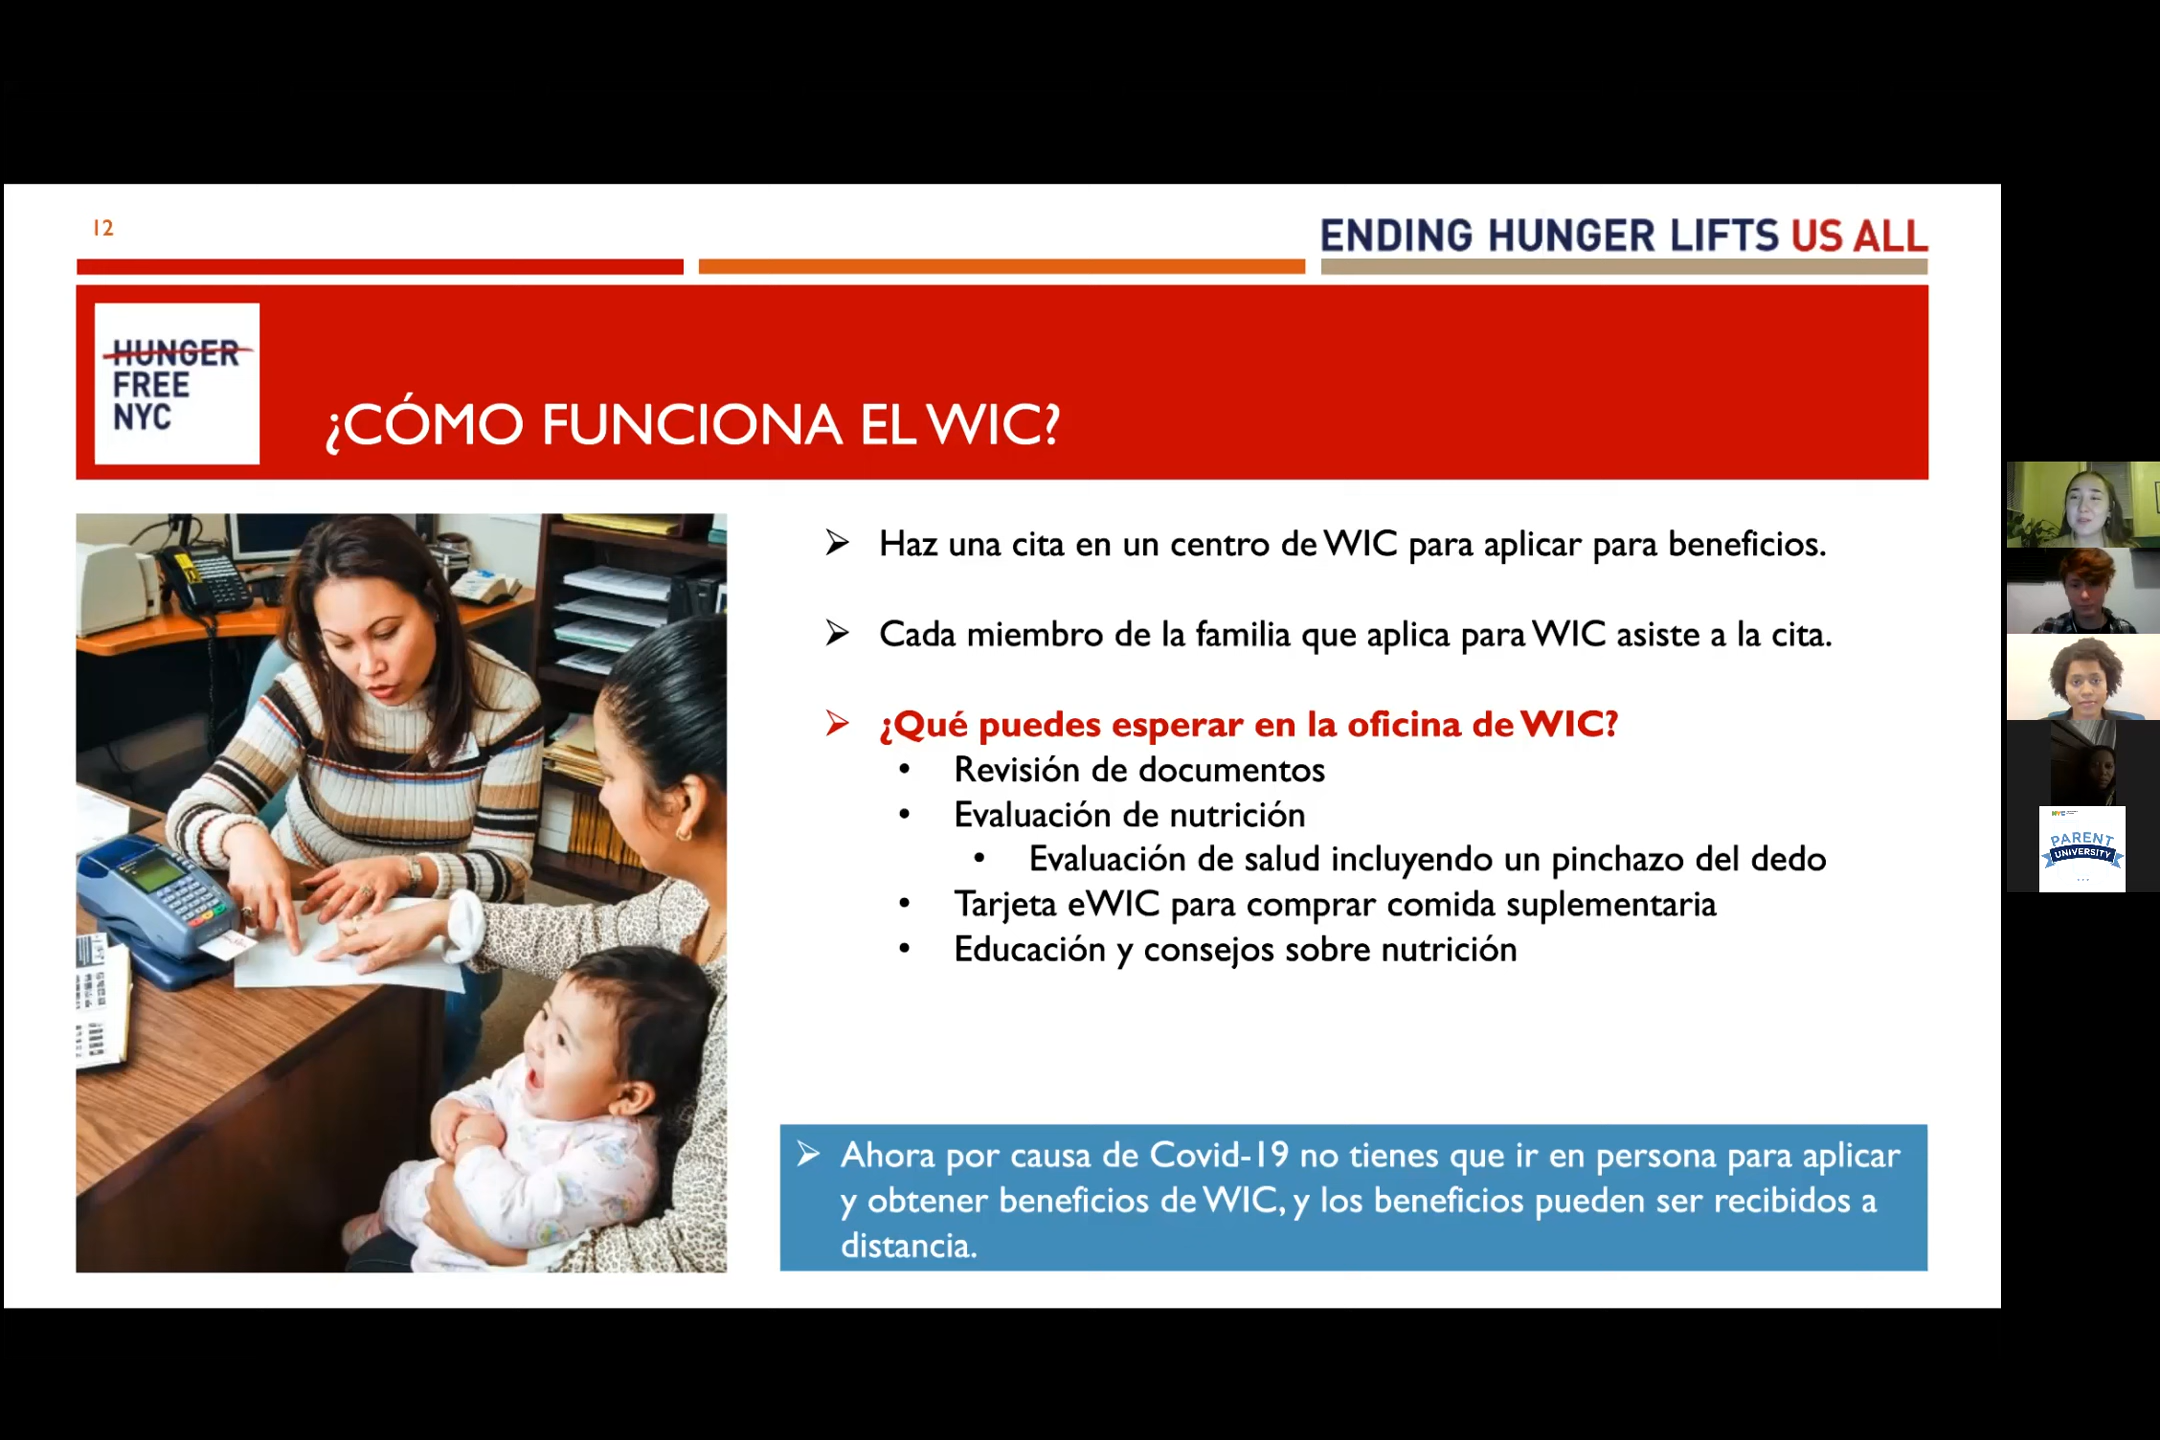 12
ENDING HUNGER LIFTS US ALL
HUNGER
FREE
NYC
¿CÓMO FUNCIONA EL WIC?
➢ Haz una cita en un centro de WIC para aplicar para beneficios.
➢ Cada miembro de la familia que aplica para WIC asiste a la cita.
➢ ¿Qué puedes esperar en la oficina de WIC?
• Revisión de documentos
• Evaluación de nutrición
• Evaluación de salud incluyendo un pinchazo del dedo
• Tarjeta eWIC para comprar comida suplementaria
• Educación y consejos sobre nutrición
➢ Ahora por causa de Covid-19 no tienes que ir en persona para aplicar
y obtener beneficios de WIC, y los beneficios pueden ser recibidos a
distancia.
PARENT
UNIVERSITY